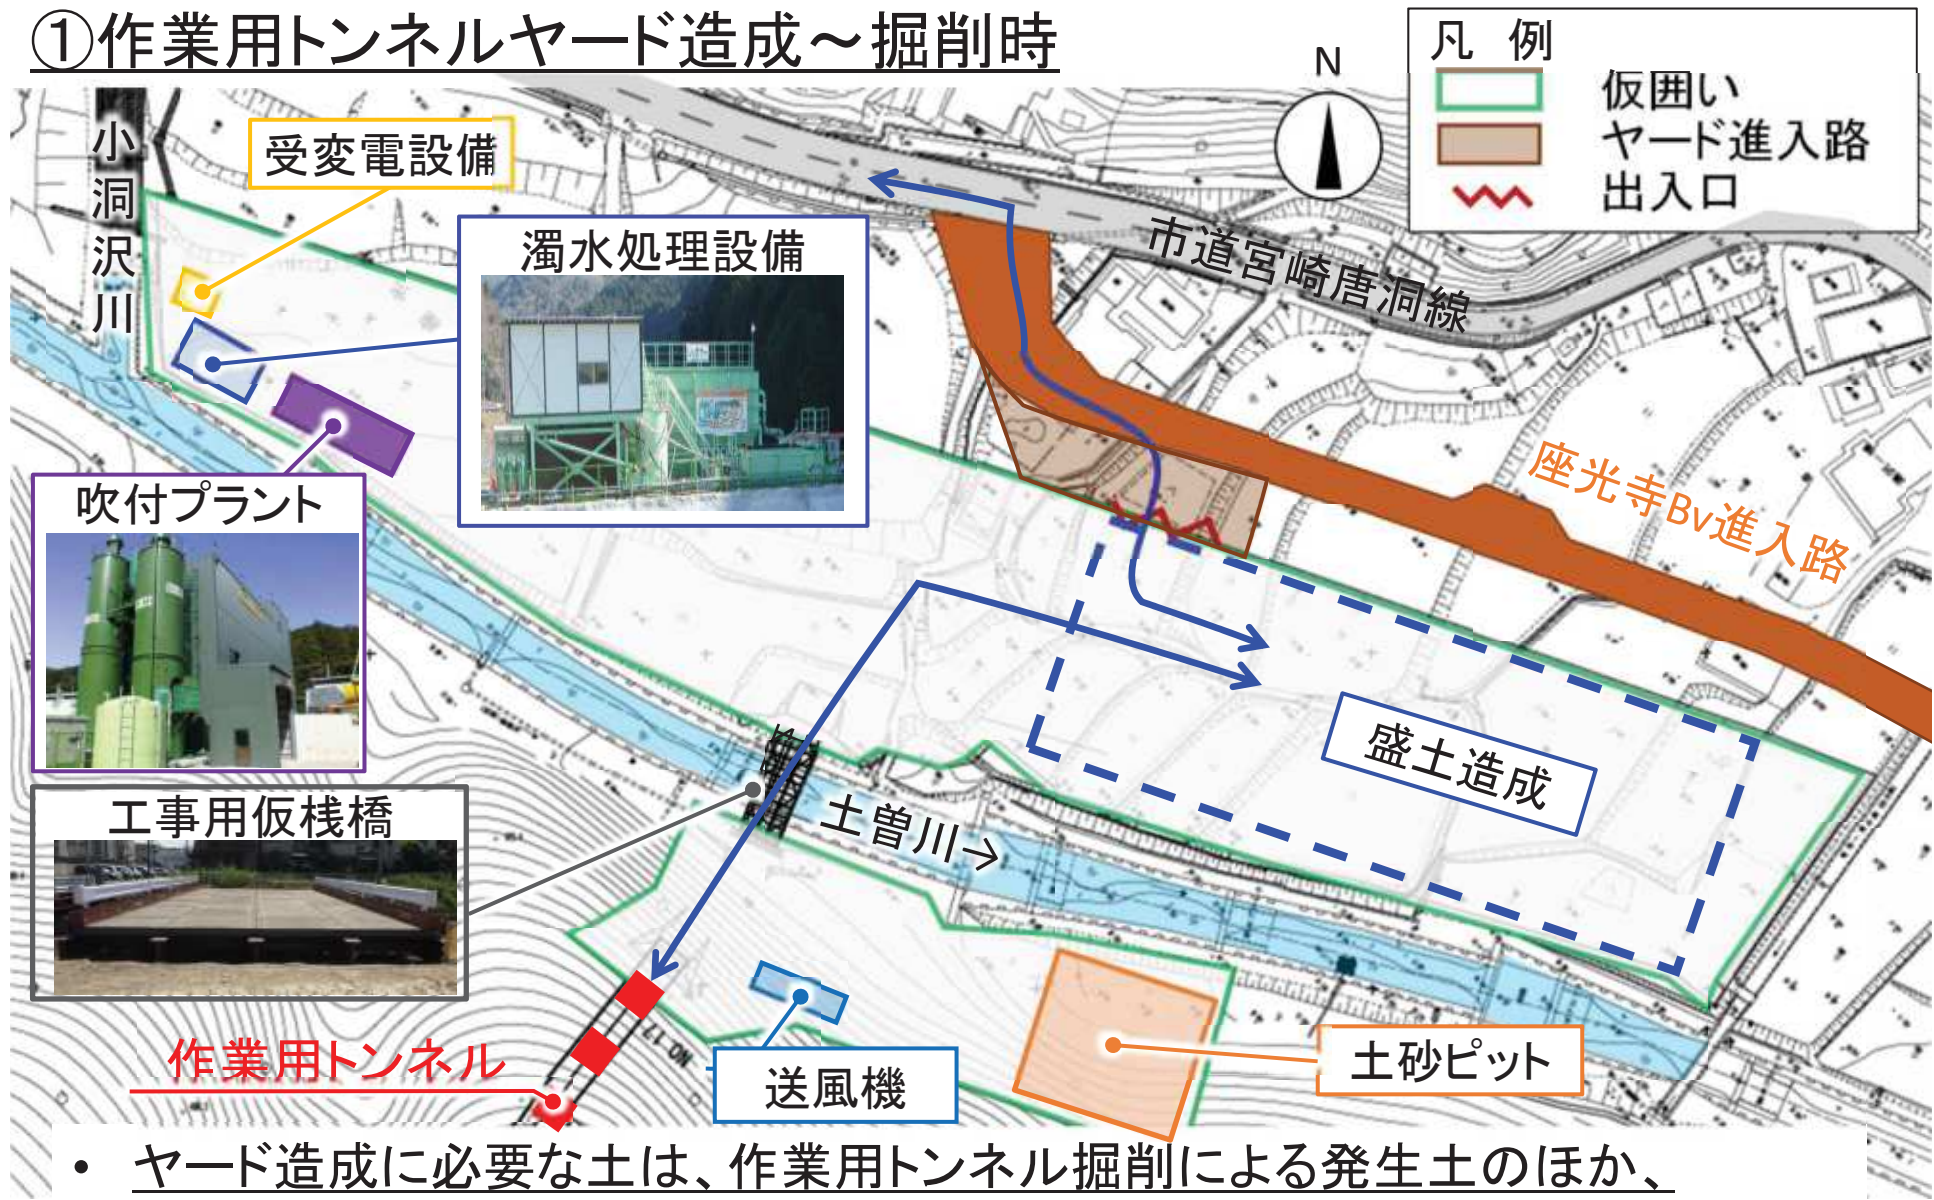 ①作業用トンネルヤード造成～掘削時
N
凡 例
仮囲い
ヤード進入路
出入口
小洞沢川
受変電設備
濁水処理設備
市道宮崎唐洞線
座光寺Bv進入路
吹付プラント
盛土造成
工事用仮桟橋
土曽川→
作業用トンネル
NO.17
送風機
土砂ピット
• ヤード造成に必要な土は、作業用トンネル掘削による発生土のほか、